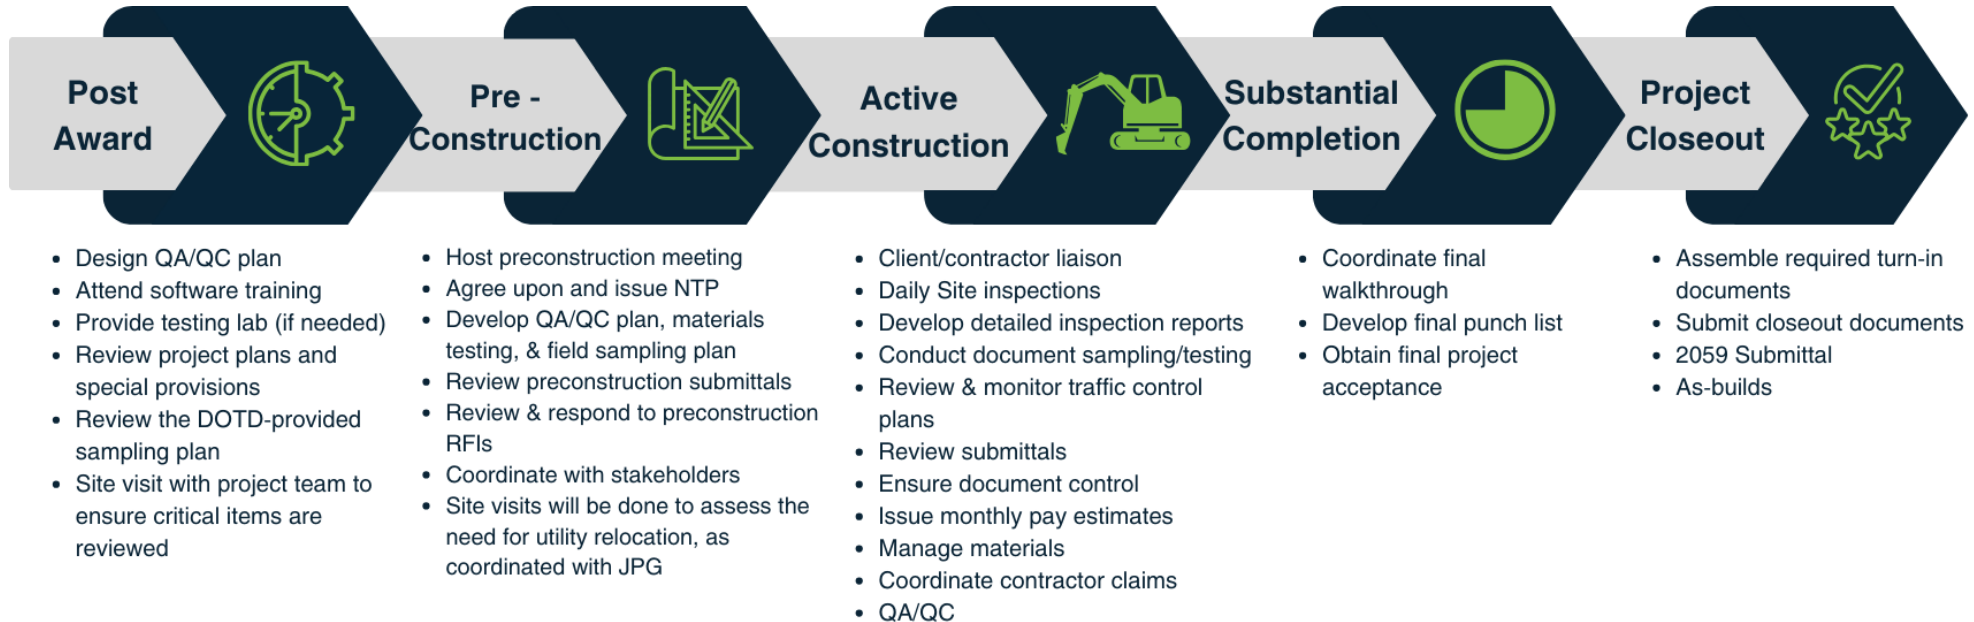 Post
Award
Pre -
Construction
Active
Construction
Substantial
Completion
Project
Closeout
• Design QA/QC plan
• Attend software training
• Provide testing lab (if needed)
• Review project plans and
special provisions
• Review the DOTD-provided
sampling plan
• Site visit with project team to
ensure critical items are
reviewed
• Host preconstruction meeting
• Agree upon and issue NTP
• Develop QA/QC plan, materials
testing, & field sampling plan
• Review preconstruction submittals
• Review & respond to preconstruction
RFIs
• Coordinate with stakeholders
• Site visits will be done to assess the
need for utility relocation, as
coordinated with JPG
• Client/contractor liaison
• Daily Site inspections
• Develop detailed inspection reports
• Conduct document sampling/testing
• Review & monitor traffic control
plans
• Review submittals
• Ensure document control
• Issue monthly pay estimates
• Manage materials
• Coordinate contractor claims
• QA/QC
• Coordinate final
walkthrough
• Develop final punch list
• Obtain final project
acceptance
• Assemble required turn-in
documents
• Submit closeout documents
• 2059 Submittal
• As-builds